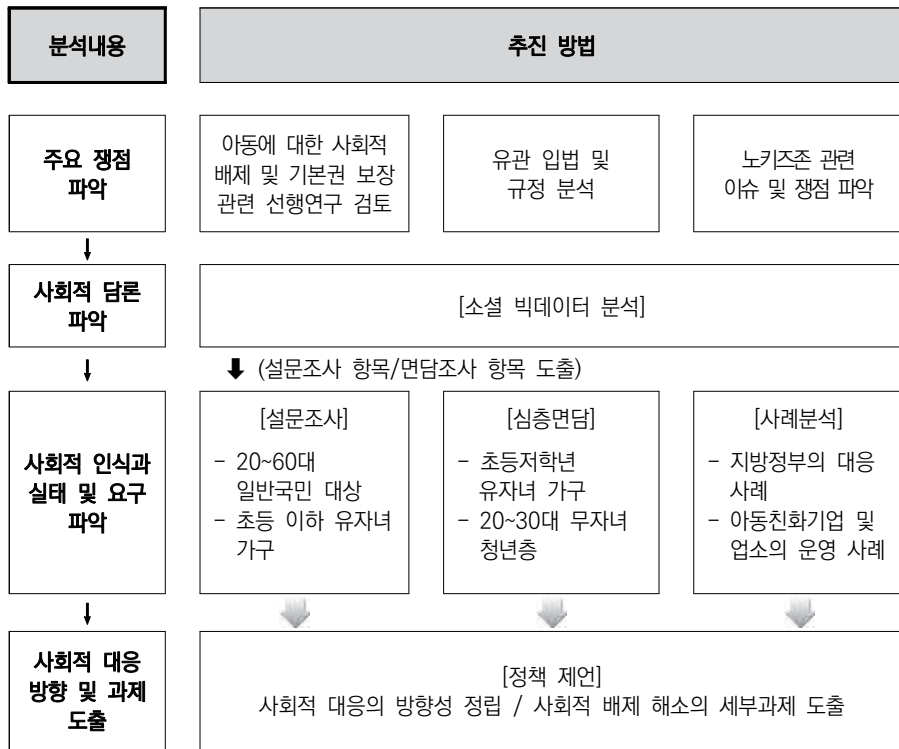 분석내용
추진 방법
주요 쟁점
파악
아동에 대한 사회적
배제 및 기본권 보장
관련 선행연구 검토
유관 입법 및
규정 분석
노키즈존 관련
이슈 및 쟁점 파악
사회적 담론
파악
[소셜 빅데이터 분석]
(설문조사 항목/면담조사 항목 도출)
사회적 인식과
실태 및 요구
파악
[설문조사]
- 20~60대
일반국민 대상
- 초등 이하 유자녀
가구
[심층면담]
- 초등저학년
유자녀 가구
- 20~30대 무자녀
청년층
[사례분석]
- 지방정부의 대응
사례
- 아동친화기업 및
업소의 운영 사례
사회적 대응
방향 및 과제
도출
[정책 제언]
사회적 대응의 방향성 정립 / 사회적 배제 해소의 세부과제 도출